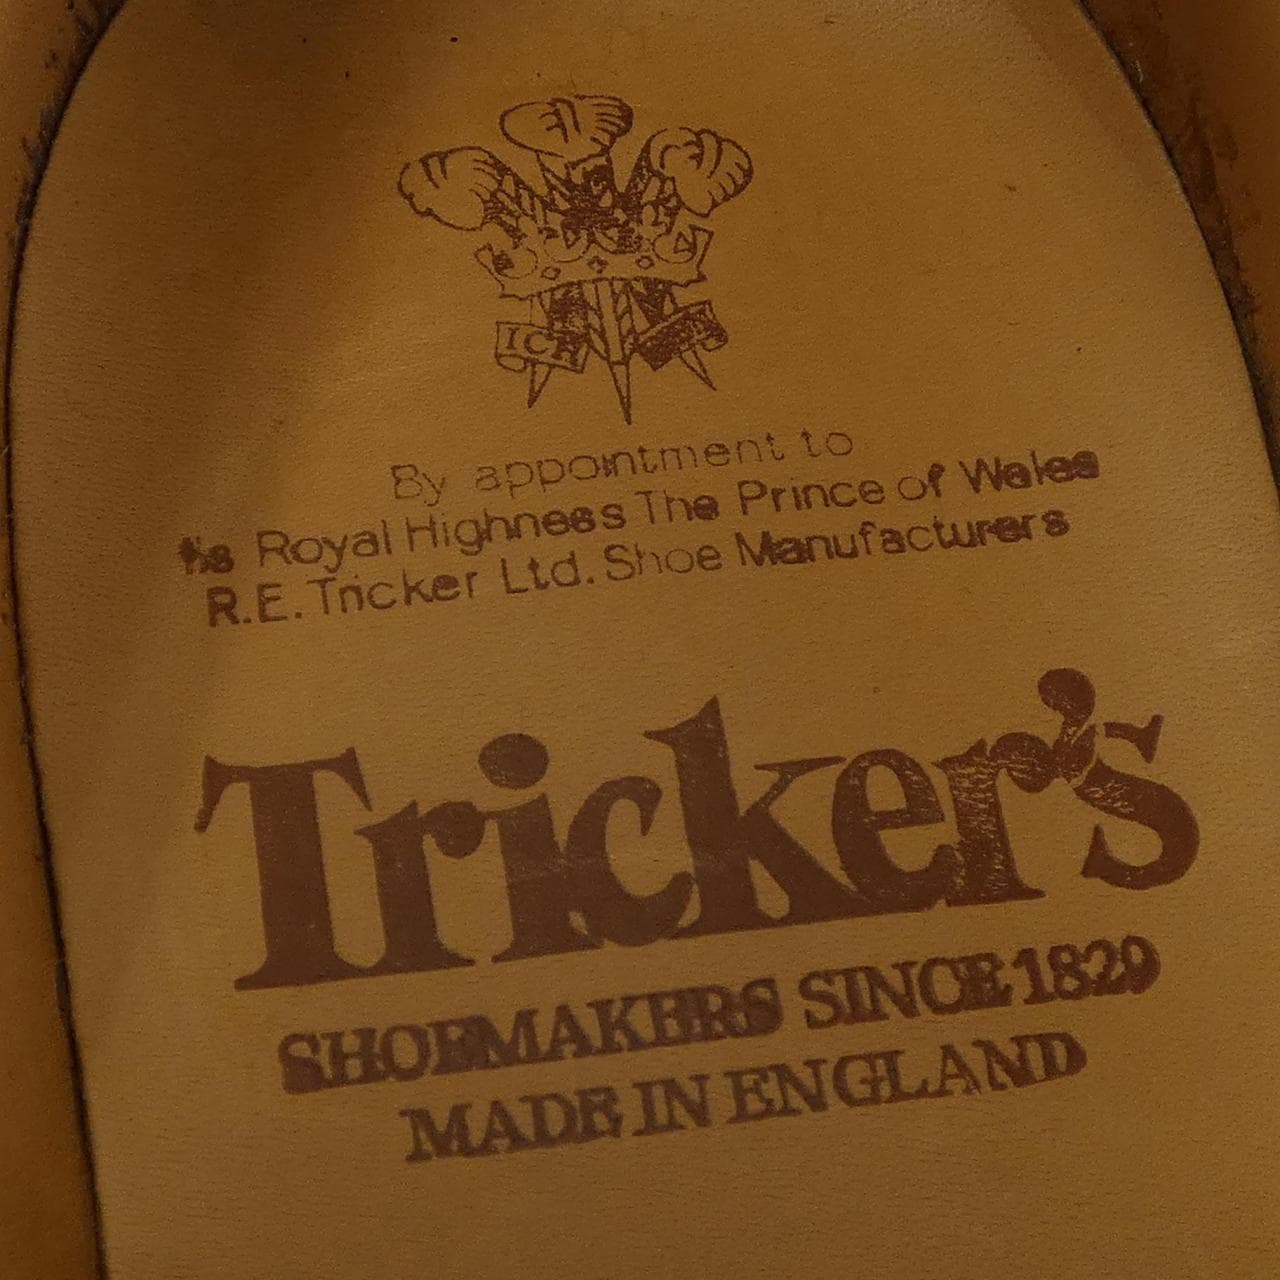 ICH
By appointment to
His Royal Highness The Prince of Wales
R.E. Tricker Ltd. Shoe Manufacturers
Tricker's
SHOEMAKERS SINCE 1829
MADE IN ENGLAND